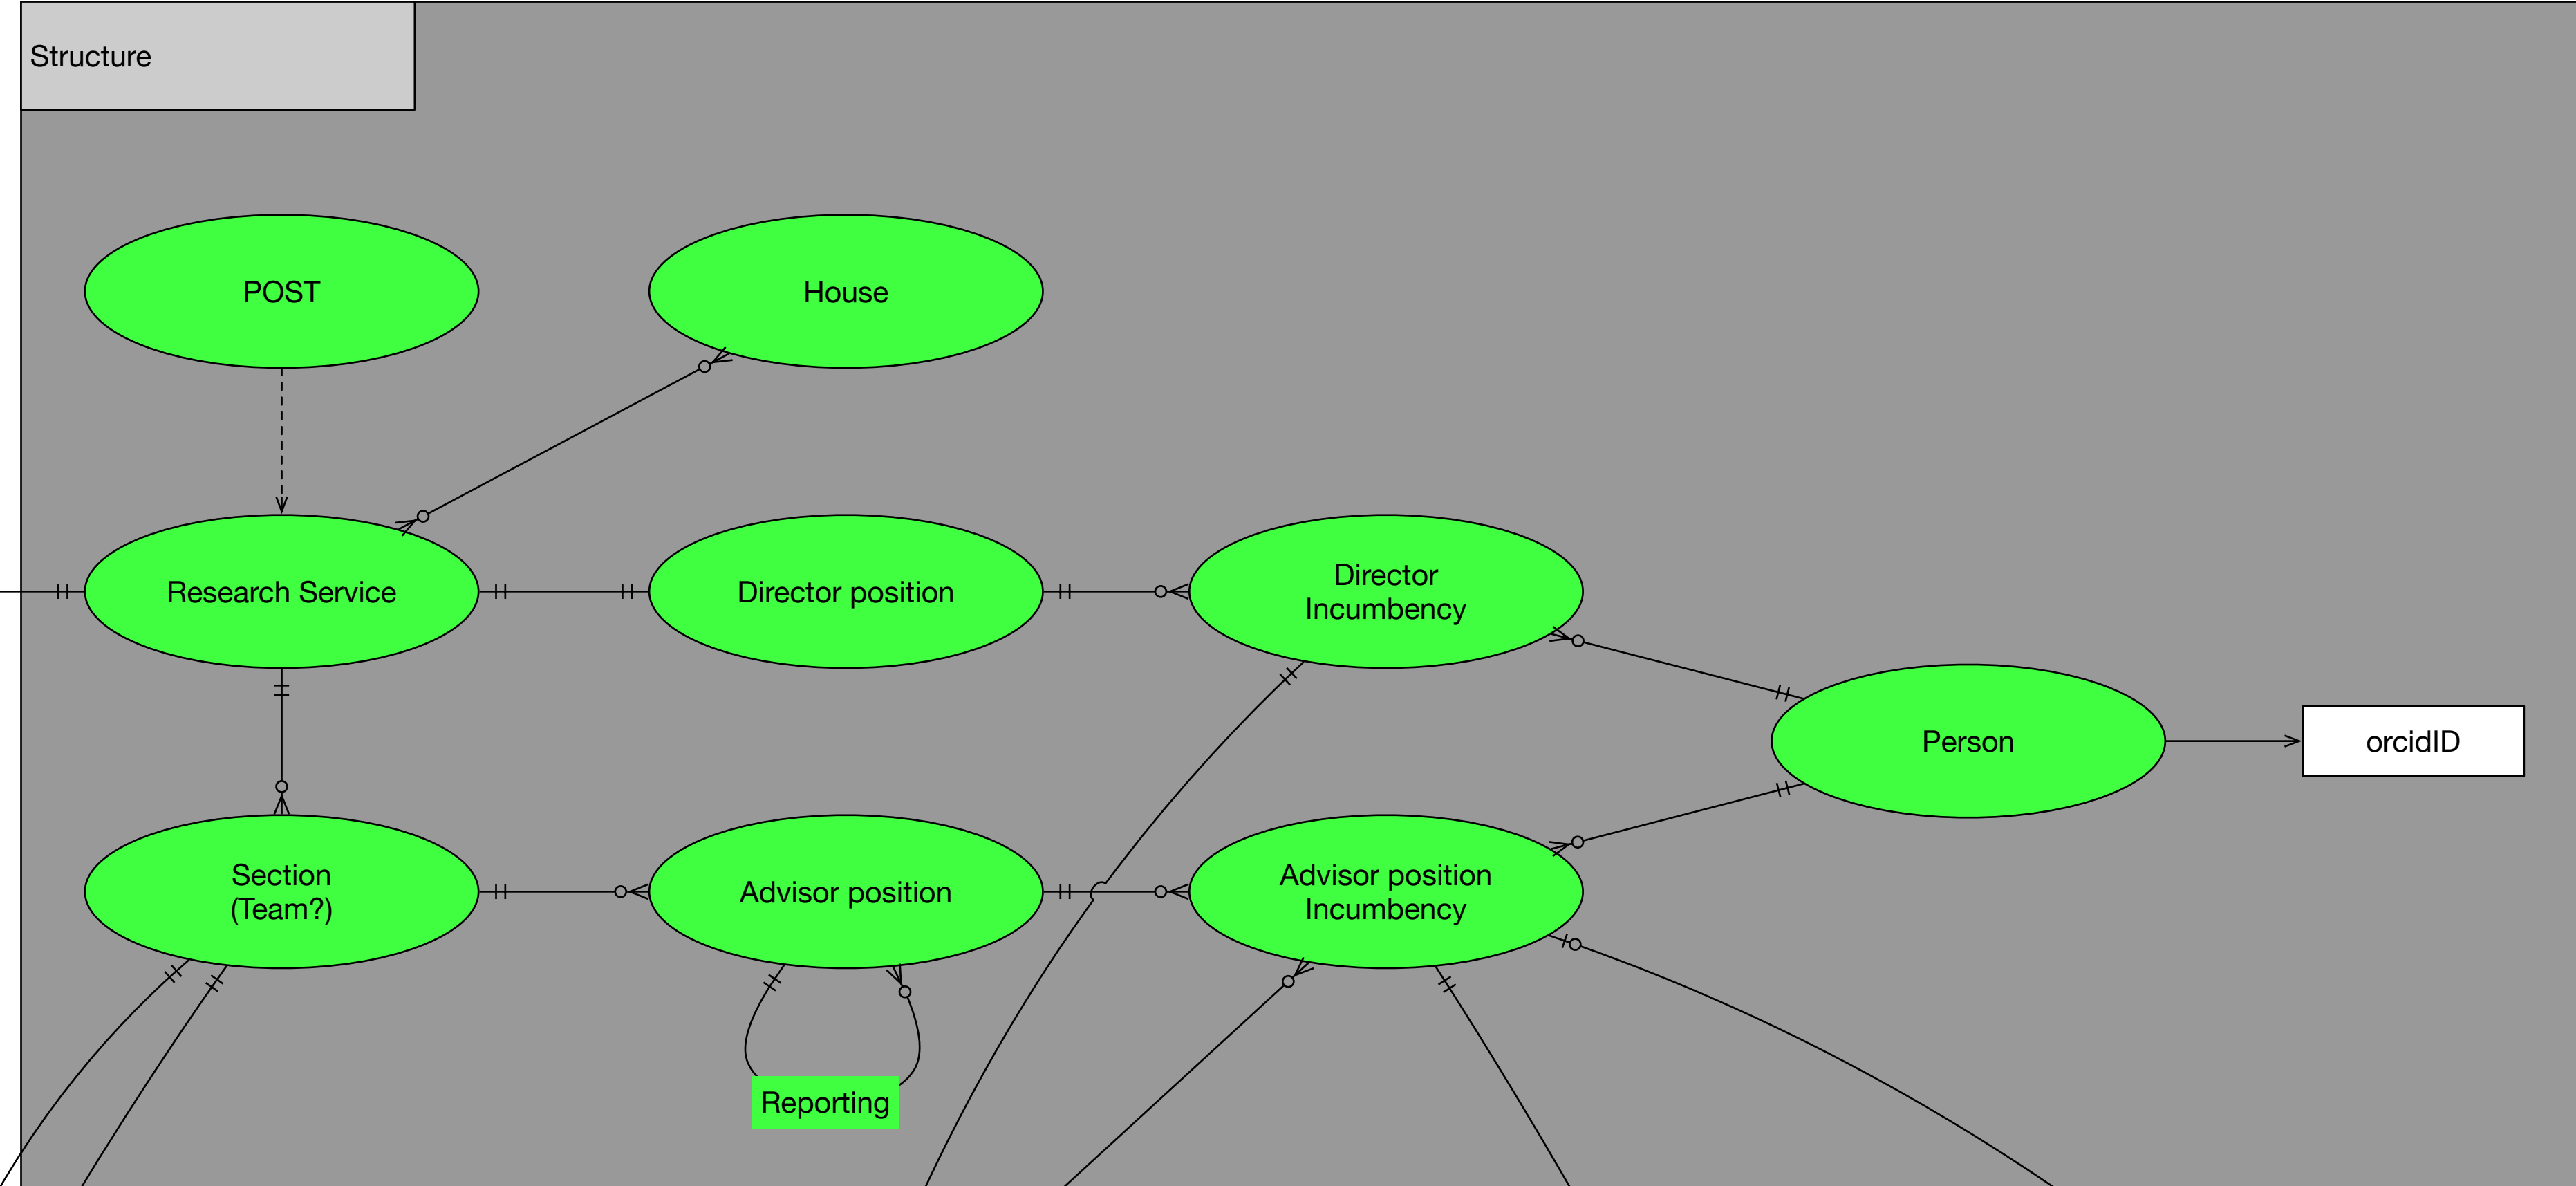 Structure
POST
House
Research Service
Director position
Director
Incumbency
Person
orcidID
Section
(Team?)
Advisor position
Advisor position
Incumbency
Reporting